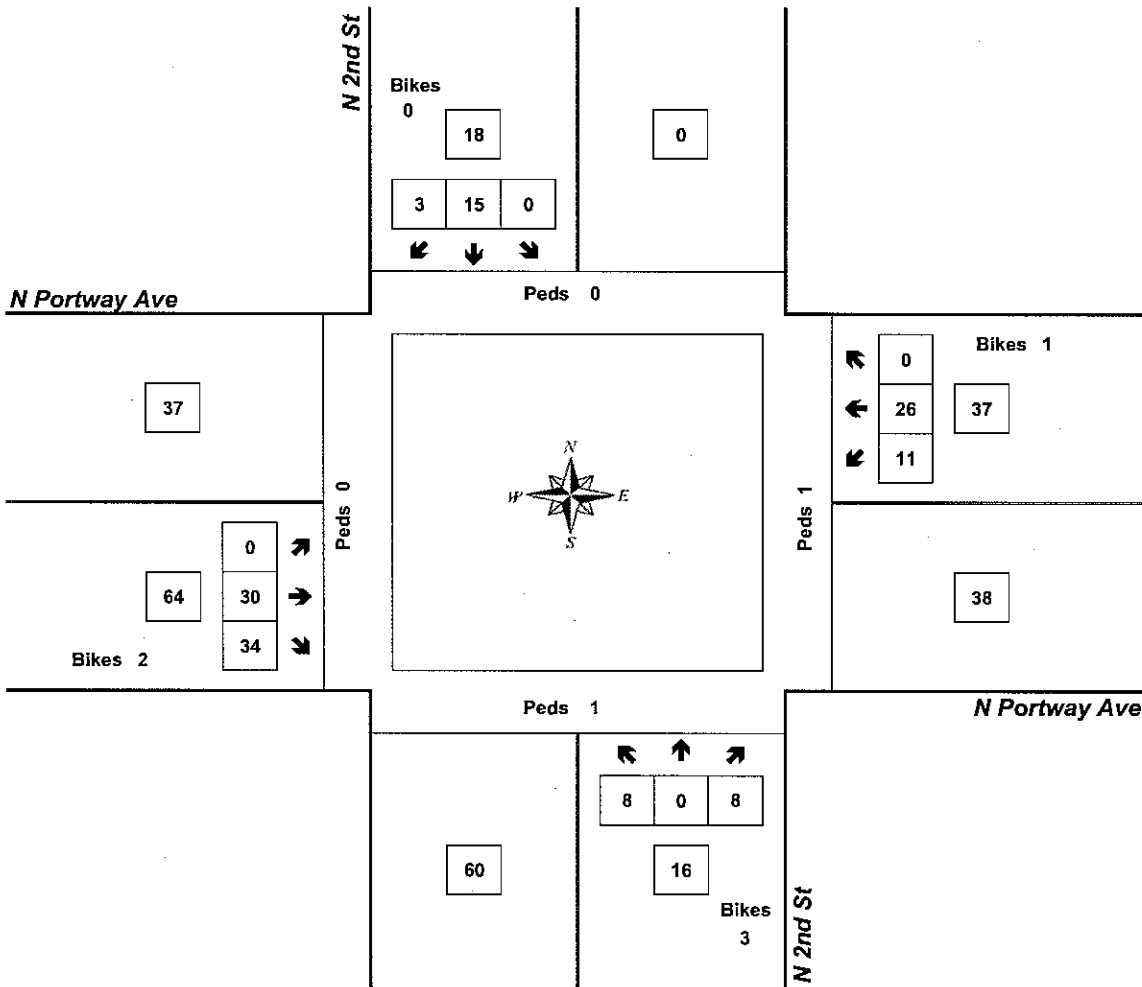 N 2nd St
Bikes
0
18
0
3 15 0
Peds 0
N Portway Ave
37
Peds 0
0
30
34
64
Bikes 2
N
W E
S
Bikes 1
0
26
11
37
Peds 1
38
N Portway Ave
Peds 1
8 0 8
60
16
Bikes
3
N 2nd St